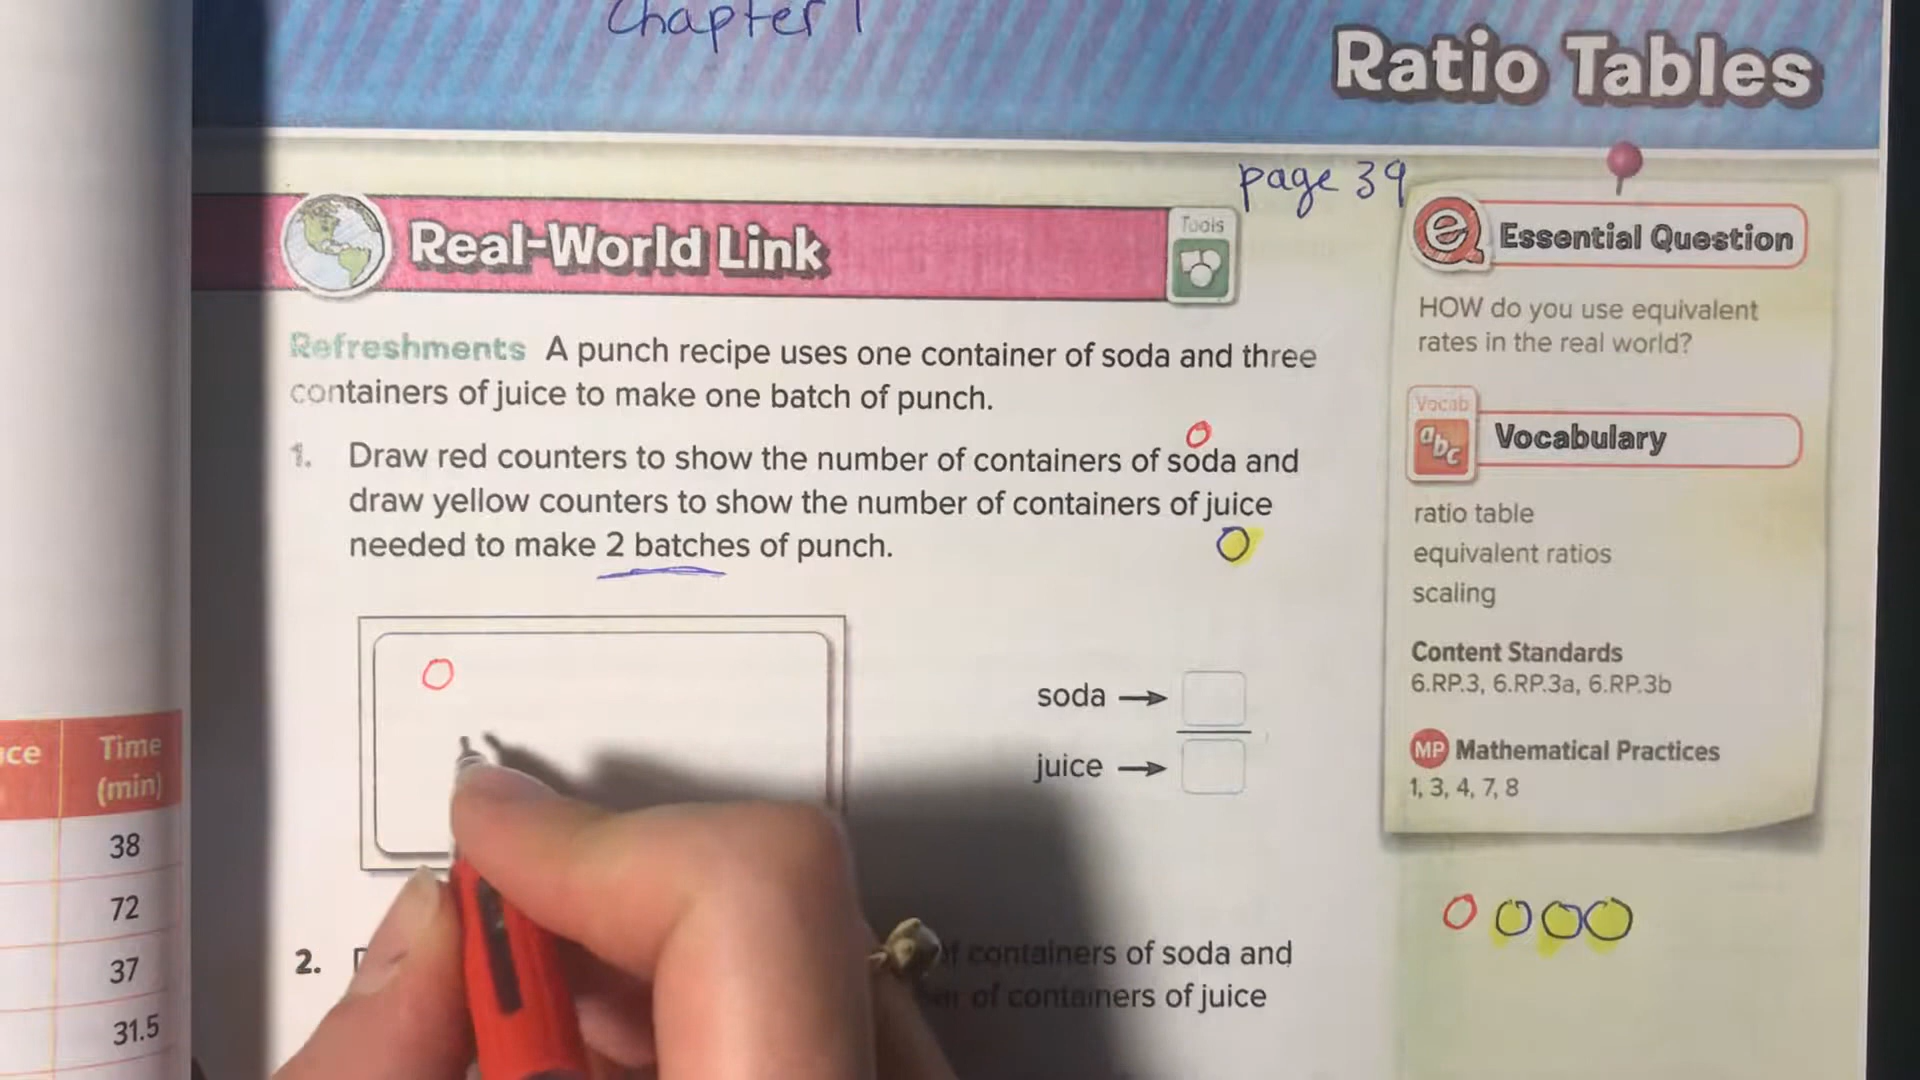 Chapter 1
Ratio Tables
page 39
Real-World Link
Tools
Refreshments A punch recipe uses one container of soda and three
containers of juice to make one batch of punch.
1. Draw red counters to show the number of containers of soda and
draw yellow counters to show the number of containers of juice
needed to make 2 batches of punch.
soda
juice
2.
of containers of soda and
of containers of juice
Essential Question
HOW do you use equivalent
rates in the real world?
Vocab
abc
Vocabulary
ratio table
equivalent ratios
scaling
Content Standards
6.RP.3, 6.RP.3a, 6.RP.3b
MP Mathematical Practices
1, 3, 4, 7, 8
Time
(min)
38
72
37
31.5